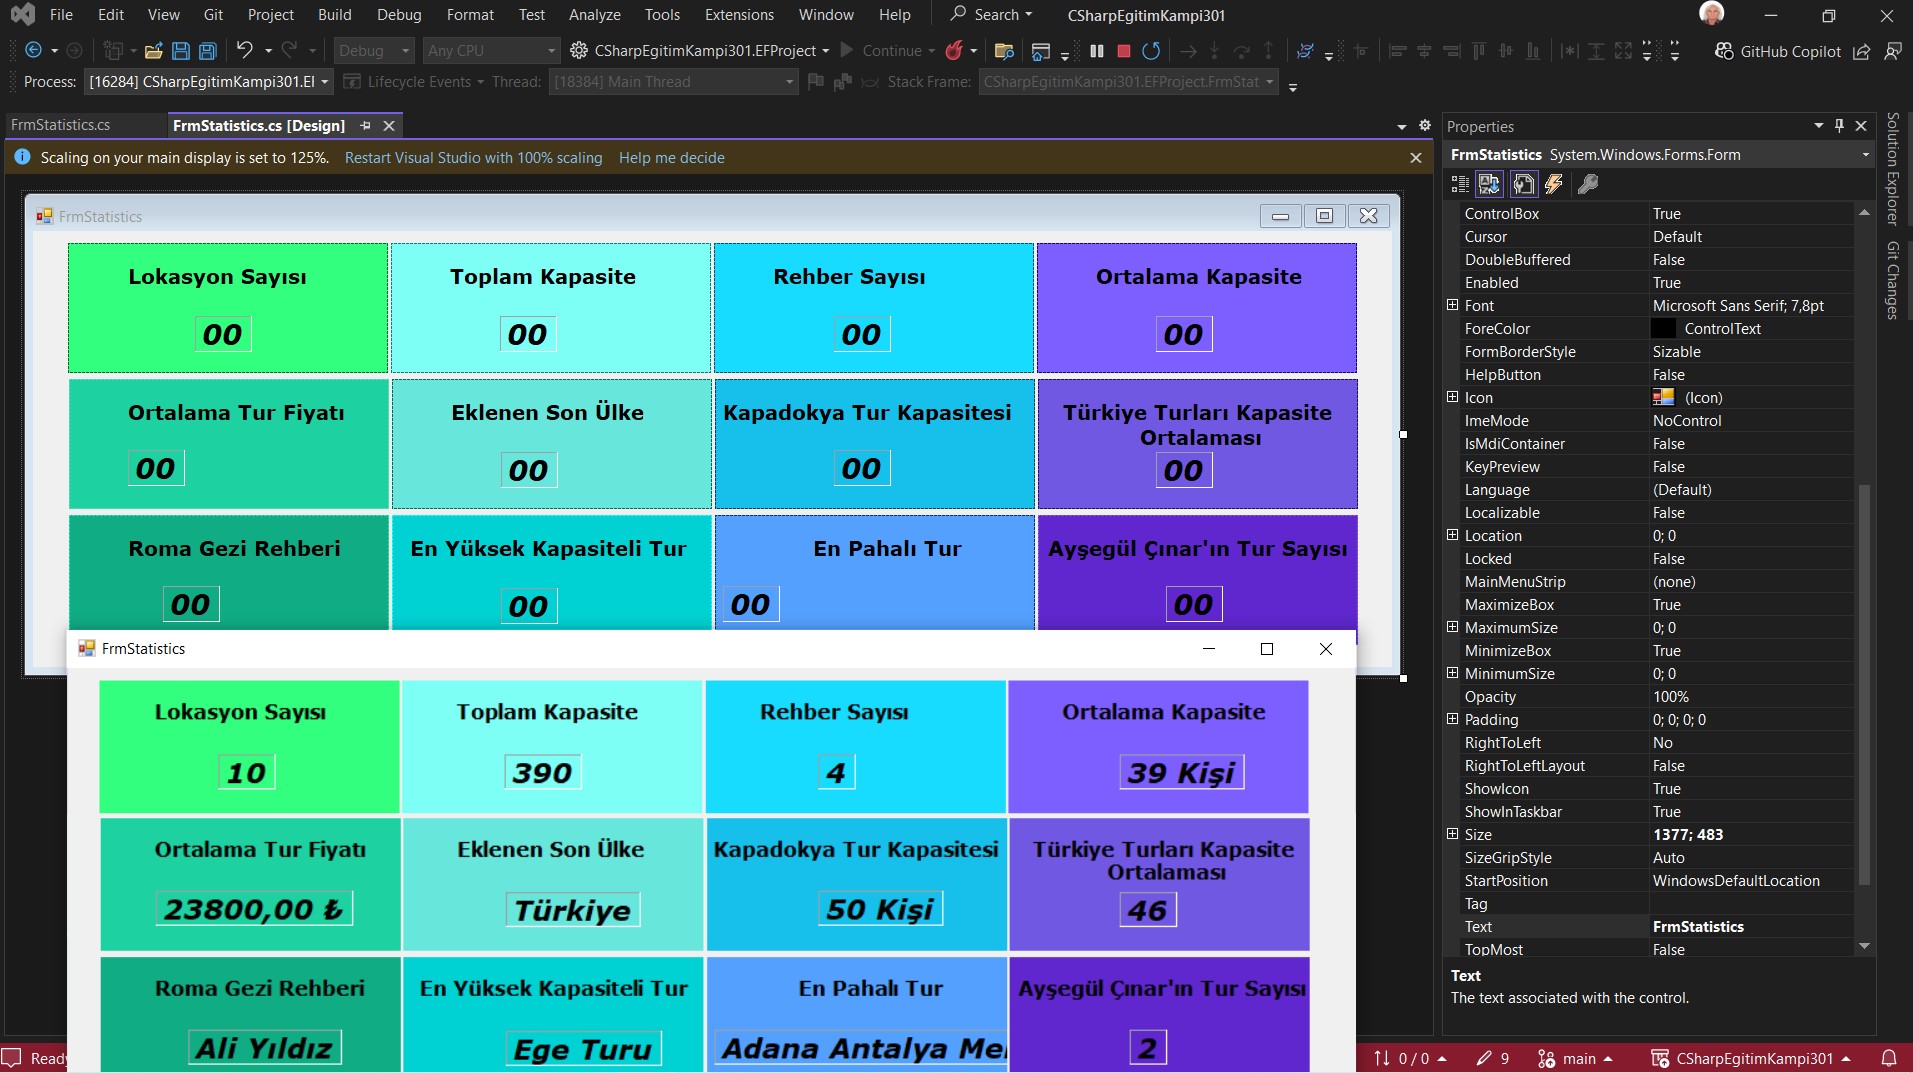 File Edit View Git Project Build Debug Format Test Analyze Tools Extensions Window Help Search CSharpEgitimKampi301
Debug Any CPU CSharpEgitimKampi301.EFProject Continue GitHub Copilot
Process: [16284] CSharpEgitimKampi301.EI Lifecycle Events Thread: [18384] Main Thread Stack Frame: CSharpEgitimKampi301.EFProject.FrmStat
FrmStatistics.cs FrmStatistics.cs [Design]
Scaling on your main display is set to 125%. Restart Visual Studio with 100% scaling Help me decide
FrmStatistics
Lokasyon Sayısı Toplam Kapasite Rehber Sayısı Ortalama Kapasite
00 00 00 00
Ortalama Tur Fiyatı Eklenen Son Ülke Kapadokya Tur Kapasitesi Türkiye Turları Kapasite
Ortalaması
00 00 00 00
Roma Gezi Rehberi En Yüksek Kapasiteli Tur En Pahalı Tur Ayşegül Çınar'ın Tur Sayısı
00 00 00 00
FrmStatistics
Lokasyon Sayısı Toplam Kapasite Rehber Sayısı Ortalama Kapasite
10 390 4 39 Kişi
Ortalama Tur Fiyatı Eklenen Son Ülke Kapadokya Tur Kapasitesi Türkiye Turları Kapasite
Ortalaması
23800,00 ₺ Türkiye 50 Kişi 46
Roma Gezi Rehberi En Yüksek Kapasiteli Tur En Pahalı Tur Ayşegül Çınar'ın Tur Sayısı
Ali Yıldız Ege Turu Adana Antalya Me 2
Properties
FrmStatistics System.Windows.Forms.Form
ControlBox True
Cursor Default
DoubleBuffered False
Enabled True
Font Microsoft Sans Serif; 7,8pt
ForeColor ControlText
FormBorderStyle Sizable
HelpButton False
Icon (Icon)
ImeMode NoControl
IsMdiContainer False
KeyPreview False
Language (Default)
Localizable False
Location 0; 0
Locked False
MainMenuStrip (none)
MaximizeBox True
MaximumSize 0; 0
MinimizeBox True
MinimumSize 0; 0
Opacity 100%
Padding 0; 0; 0; 0
RightToLeft No
RightToLeftLayout False
ShowIcon True
ShowInTaskbar True
Size 1377; 483
SizeGripStyle Auto
StartPosition WindowsDefaultLocation
Tag
Text FrmStatistics
TopMost False
Text
The text associated with the control.
Solution Explorer
Git Changes
Ready 0 / 0 9 main CSharpEgitimKampi301